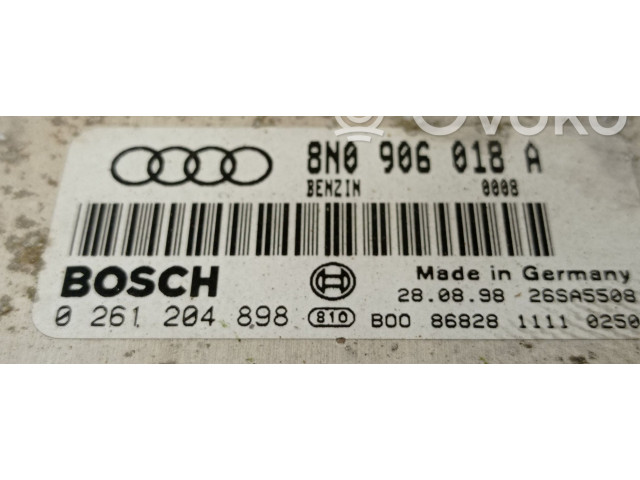 8N0 906 018 A
BENZIN 0008
BOSCH
Made in Germany
28.08.98 26SA5508
0 261 204 898 810 B00 86828 1111 0250